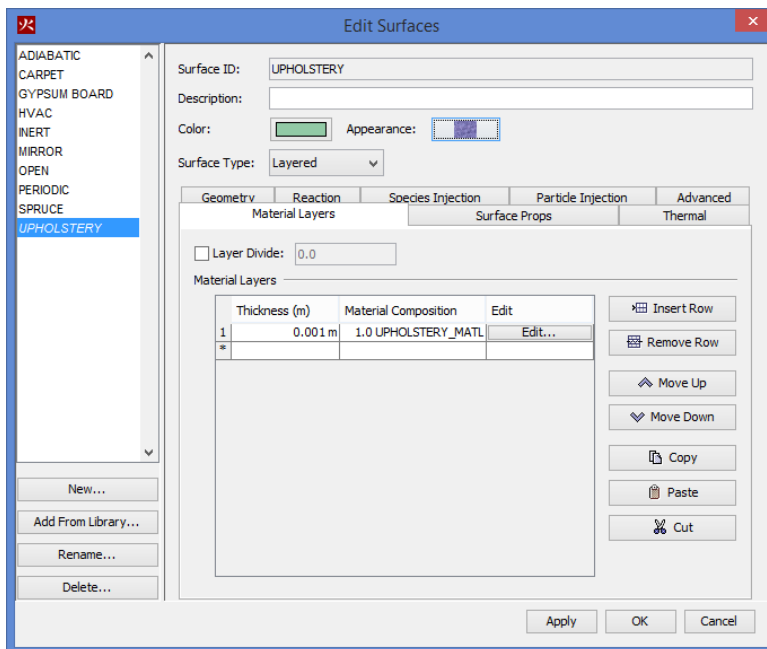 火
Edit Surfaces
×
ADIABATIC
CARPET
GYPSUM BOARD
HVAC
INERT
MIRROR
OPEN
PERIODIC
SPRUCE
UPHOLSTERY
New...
Add From Library...
Rename...
Delete...
Surface ID: UPHOLSTERY
Description:
Color: Appearance:
Surface Type: Layered
Geometry Reaction Species Injection Particle Injection Advanced
Material Layers Surface Props Thermal
Layer Divide: 0.0
Material Layers
Thickness (m) Material Composition Edit
1 0.001 m 1.0 UPHOLSTERY_MATL Edit...
*
Insert Row
Remove Row
Move Up
Move Down
Copy
Paste
Cut
Apply OK Cancel